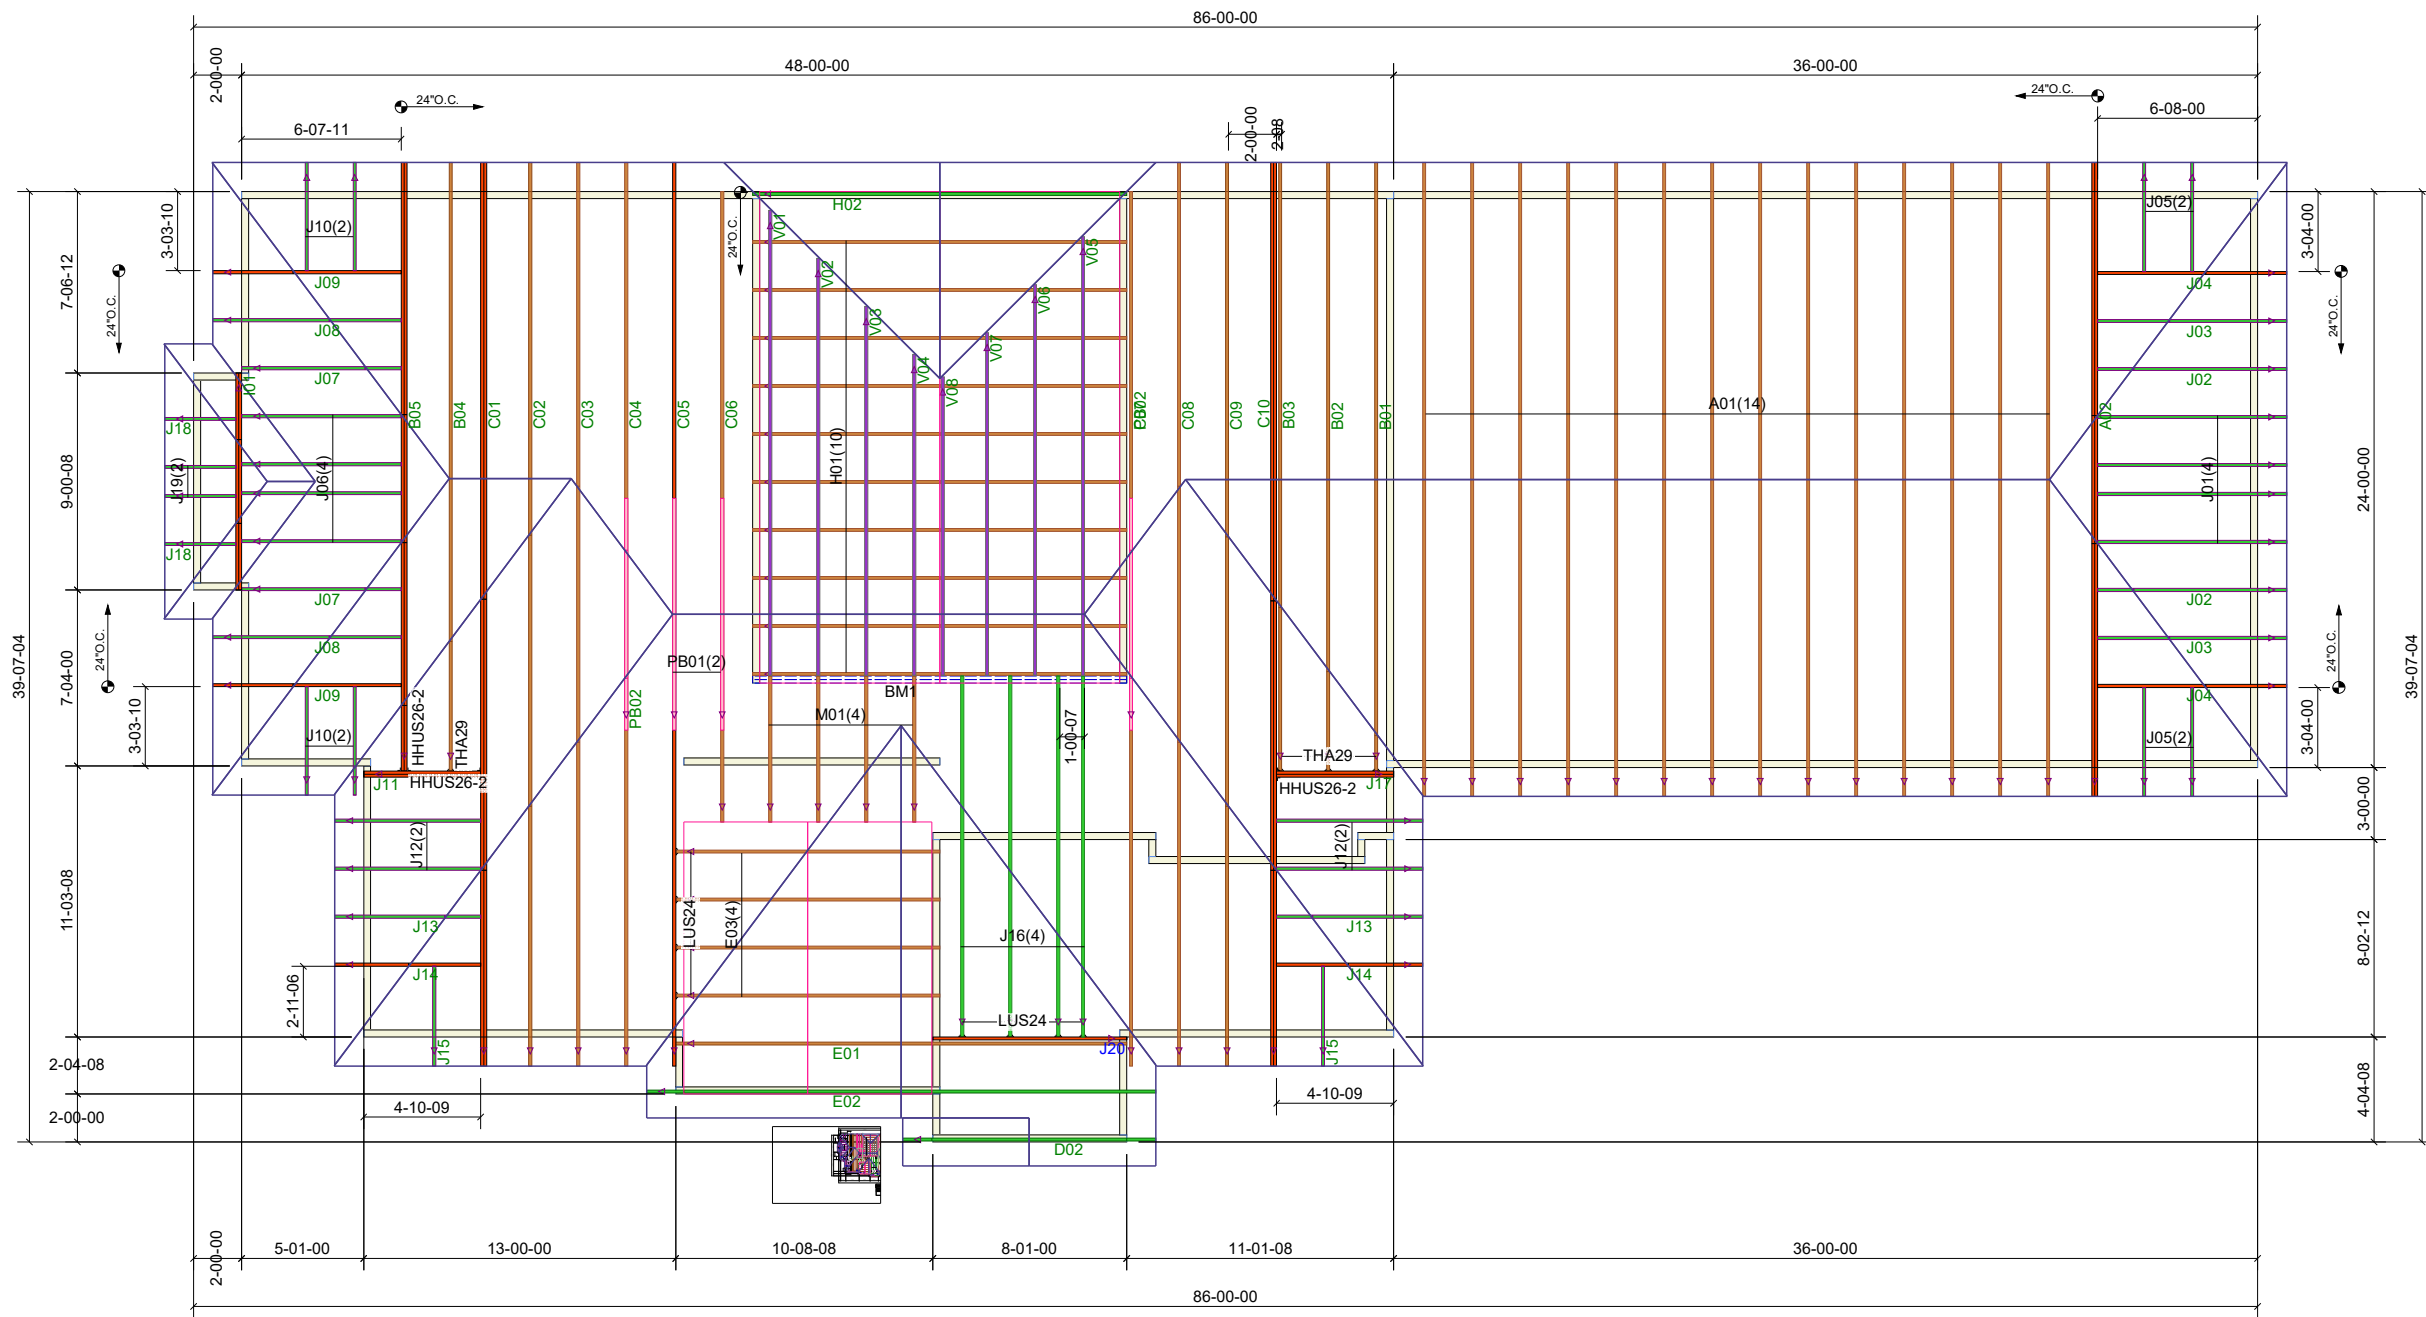 86-00-00
2-00-00
48-00-00
36-00-00
24"O.C.
24"O.C.
6-07-11
2-00-00
2-08
6-08-00
39-07-04
7-06-12
9-00-08
7-04-00
11-03-08
2-04-08
2-00-00
3-03-10
24"O.C.
24"O.C.
3-03-10
2-11-06
J10(2)
J09
J08
J07
J01
J18
J19(2)
J18
J06(4)
J07
J08
J09
J10(2)
B05
B04
C01
C02
C03
C04
C05
C06
24"O.C.
H02
V01
V02
V03
V04
V08
V07
V06
V05
H01(10)
PB02
C08
C09
C10
B03
B02
B01
A01(14)
A02
J05(2)
J04
J03
J02
J01(4)
J02
J03
J04
J05(2)
3-04-00
24"O.C.
24"O.C.
3-04-00
24-00-00
3-00-00
8-02-12
4-04-08
39-07-04
PB01(2)
PB02
BM1
M01(4)
1-00-07
HHUS26-2
THA29
J11
HHUS26-2
THA29
HHUS26-2
J17
J12(2)
J13
J14
J15
LUS24
E03(4)
J16(4)
LUS24
J20
E01
E02
D02
J12(2)
J13
J14
J15
4-10-09
4-10-09
2-00-00
5-01-00
13-00-00
10-08-08
8-01-00
11-01-08
36-00-00
86-00-00